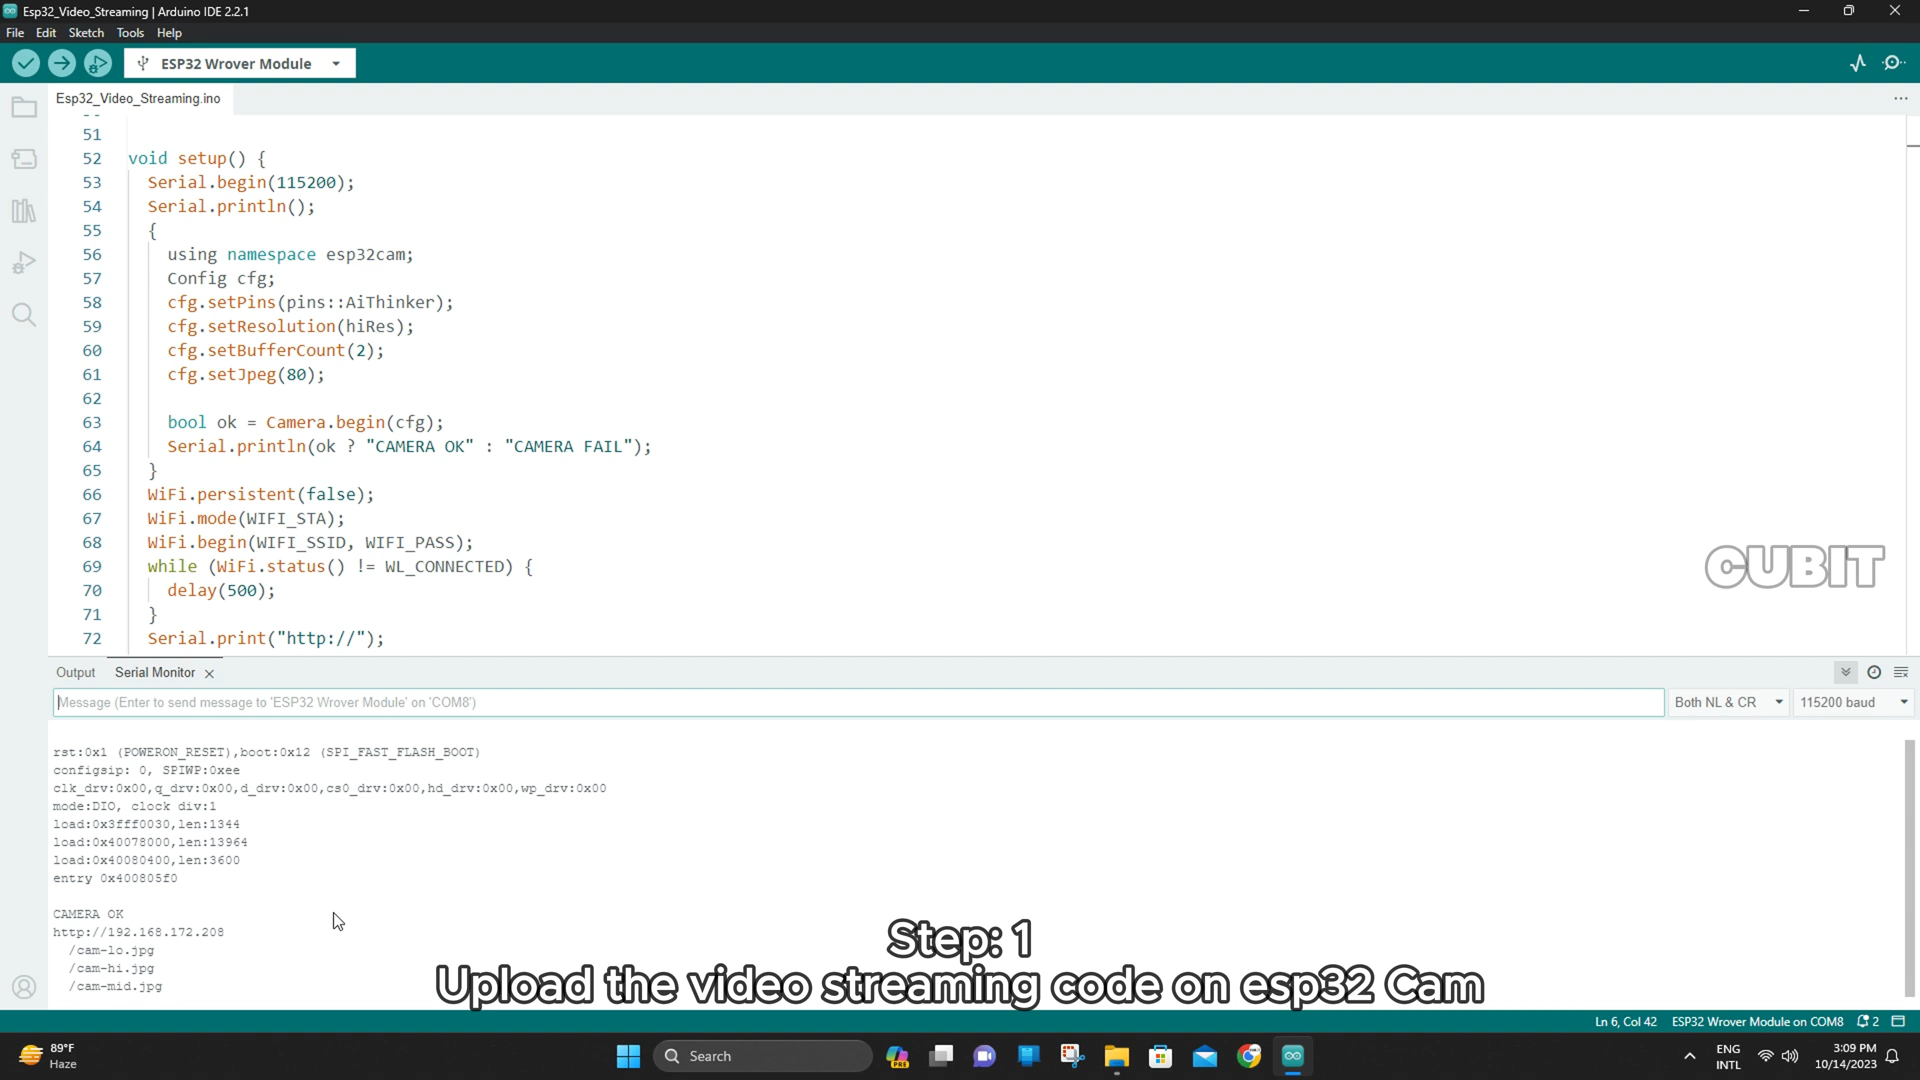 Esp32_Video_Streaming | Arduino IDE 2.2.1
File Edit Sketch Tools Help
ESP32 Wrover Module
Esp32_Video_Streaming.ino
51
52 void setup() {
53 Serial.begin(115200);
54 Serial.println();
55 {
56 using namespace esp32cam;
57 Config cfg;
58 cfg.setPins(pins::AiThinker);
59 cfg.setResolution(hiRes);
60 cfg.setBufferCount(2);
61 cfg.setJpeg(80);
62
63 bool ok = Camera.begin(cfg);
64 Serial.println(ok ? "CAMERA OK" : "CAMERA FAIL");
65 }
66 WiFi.persistent(false);
67 WiFi.mode(WIFI_STA);
68 WiFi.begin(WIFI_SSID, WIFI_PASS);
69 while (WiFi.status() != WL_CONNECTED) {
70 delay(500);
71 }
72 Serial.print("http://");
CUBIT
Output Serial Monitor
Message (Enter to send message to 'ESP32 Wrover Module' on 'COM8') Both NL & CR 115200 baud
rst:0x1 (POWERON_RESET),boot:0x12 (SPI_FAST_FLASH_BOOT)
configsip: 0, SPIWP:0xee
clk_drv:0x00,q_drv:0x00,d_drv:0x00,cs0_drv:0x00,hd_drv:0x00,wp_drv:0x00
mode:DIO, clock div:1
load:0x3fff0030,len:1344
load:0x40078000,len:13964
load:0x40080400,len:3600
entry 0x400805f0
CAMERA OK
http://192.168.172.208
/cam-lo.jpg
/cam-hi.jpg
/cam-mid.jpg
Step: 1
Upload the video streaming code on esp32 Cam
Ln 6, Col 42 ESP32 Wrover Module on COM8 2
89°F
Haze
Search
PRE
ENG
INTL
3:09 PM
10/14/2023